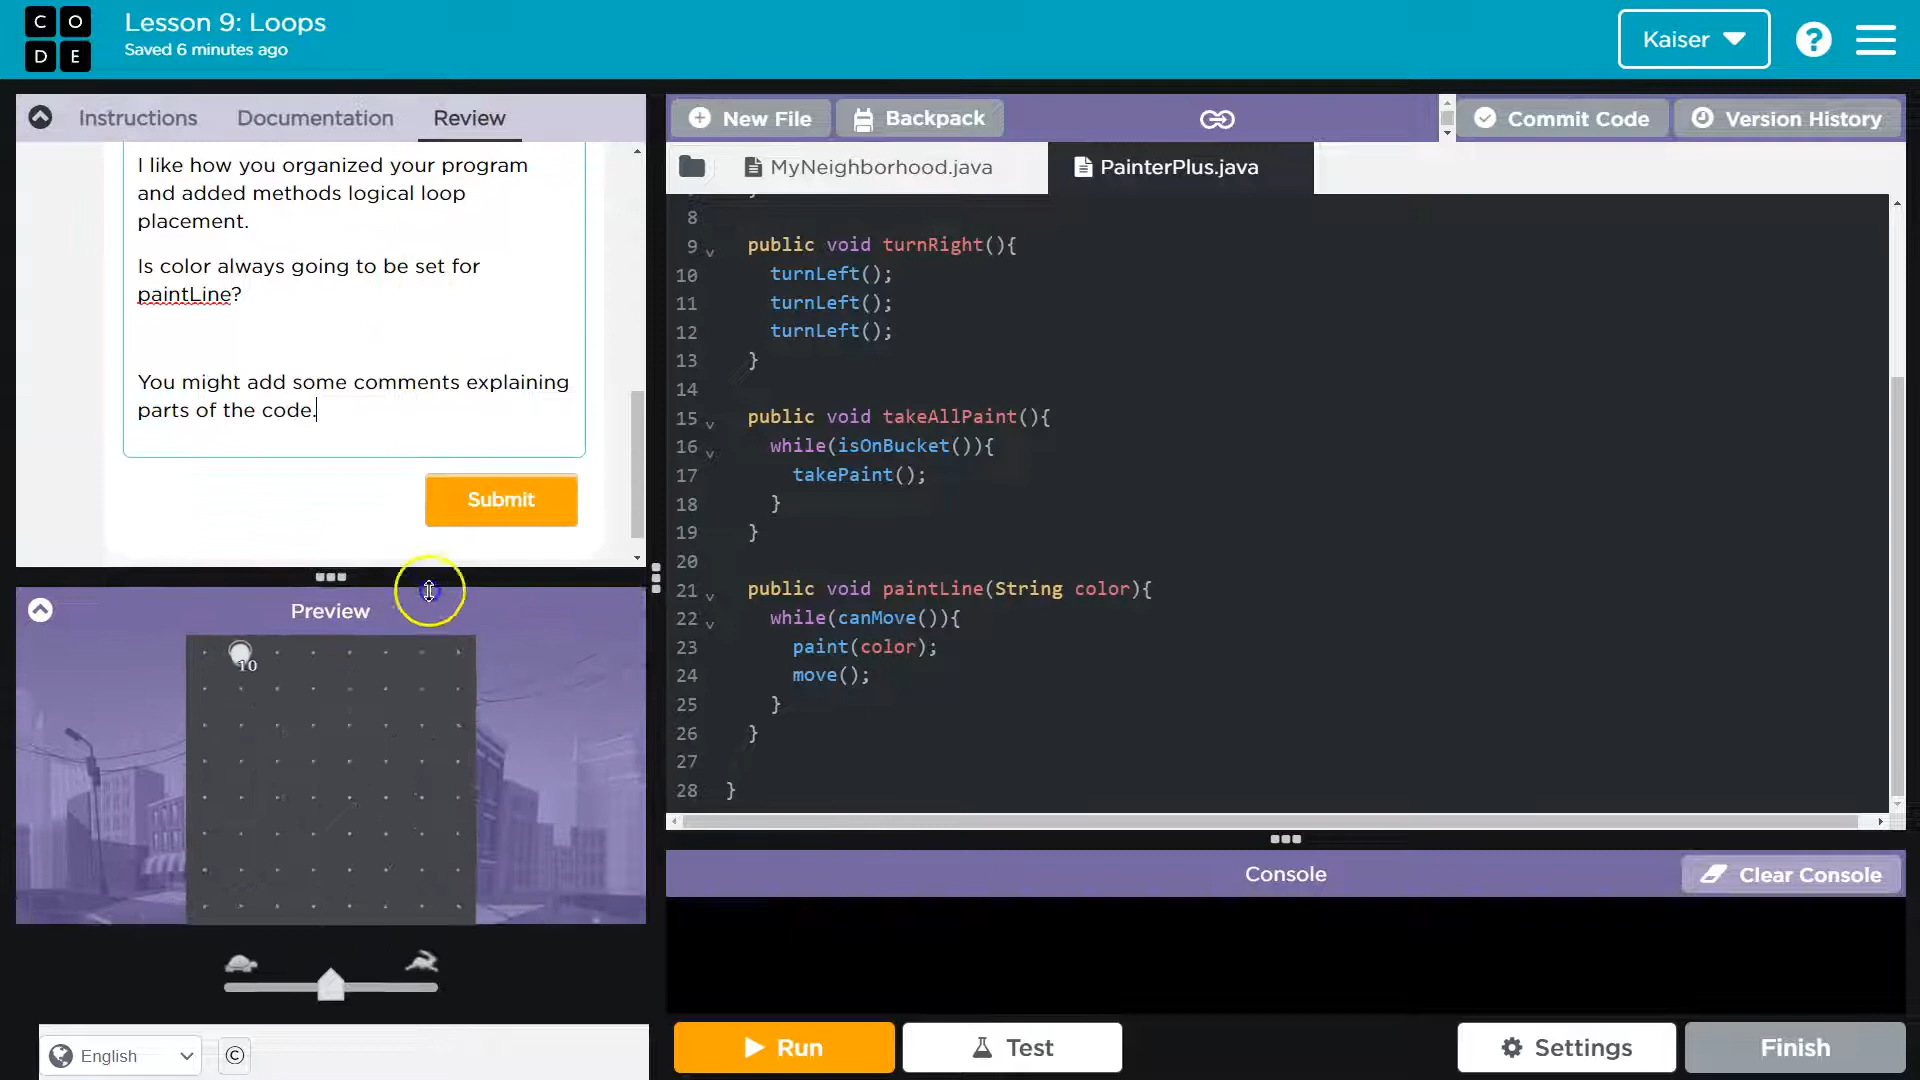 C O
D E
Lesson 9: Loops
Saved 6 minutes ago
Kaiser
?
Instructions
Documentation
Review
New File
Backpack
Commit Code
Version History
MyNeighborhood.java
PainterPlus.java
I like how you organized your program
and added methods logical loop
placement.
Is color always going to be set for
paintLine?
You might add some comments explaining
parts of the code.
Submit
8
9 public void turnRight(){
10 turnLeft();
11 turnLeft();
12 turnLeft();
13 }
14
15 public void takeAllPaint(){
16 while(isOnBucket()){
17 takePaint();
18 }
19 }
20
21 public void paintLine(String color){
22 while(canMove()){
23 paint(color);
24 move();
25 }
26 }
27
28 }
Preview
10
Console
Clear Console
English
©
Run
Test
Settings
Finish